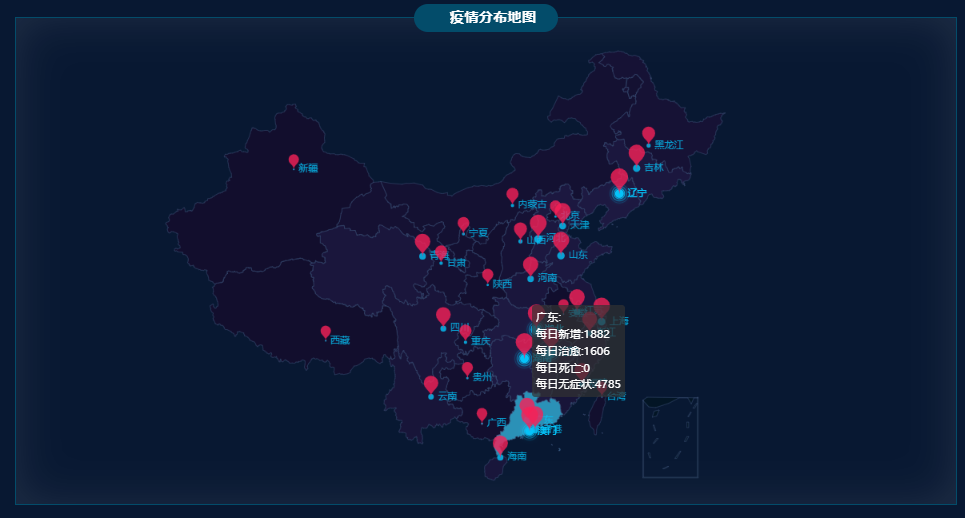 疫情分布地图
黑龙江
吉林
新疆
辽宁
内蒙古
天津
宁夏
山东
甘肃
河南
陕西
四川
上海
重庆
西藏
贵州
云南
台湾
广西
澳门
海南
广东:
每日新增:1882
每日治愈:1606
每日死亡:0
每日无症状:4785